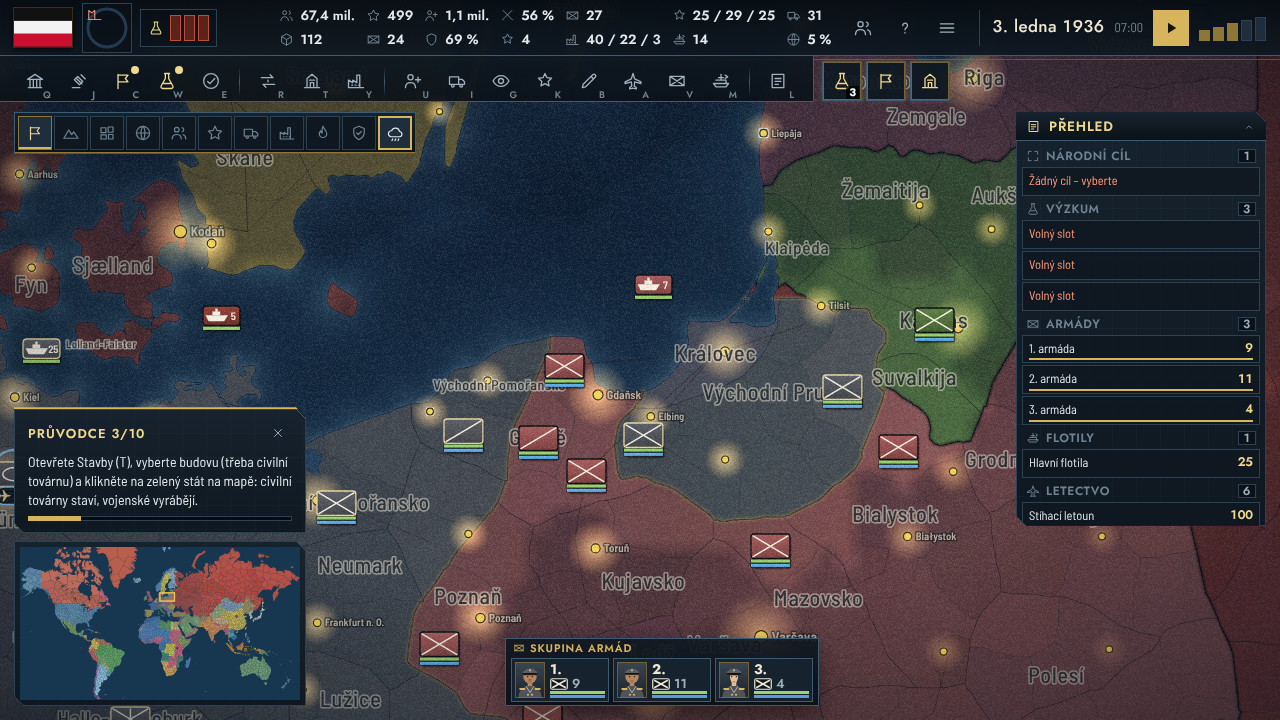 67,4 mil.
499
1,1 mil.
56 %
27
25 / 29 / 25
31
112
24
69 %
4
40 / 22 / 3
14
5 %
?
3. ledna 1936
07:00
Q
J
C
W
E
R
T
Y
U
I
G
K
B
A
V
M
L
3
Riga
Zemgale
Liepāja
Skåne
Aarhus
Kodaň
Sjælland
Fyn
Lolland-Falster
Kiel
Žemaitija
Klaipėda
Tilsit
Suvalkija
Královec
Východní Pomořansko
Gdaňsk
Elbing
Východní Pru
Bialystok
Białystok
Toruň
Kujavsko
Mazovsko
Neumark
Poznaň
Poznaň
Frankfurt n. O.
Varšava
Polesí
Lužice
5
25
7
PŘEHLED
NÁRODNÍ CÍL
1
Žádný cíl – vyberte
VÝZKUM
3
Volný slot
Volný slot
Volný slot
ARMÁDY
3
1. armáda
9
2. armáda
11
3. armáda
4
FLOTILY
1
Hlavní flotila
25
LETECTVO
6
Stíhací letoun
100
PRŮVODCE 3/10
Otevřete Stavby (T), vyberte budovu (třeba civilní
továrnu) a klikněte na zelený stát na mapě: civilní
továrny staví, vojenské vyrábějí.
SKUPINA ARMÁD
1.
9
2.
11
3.
4